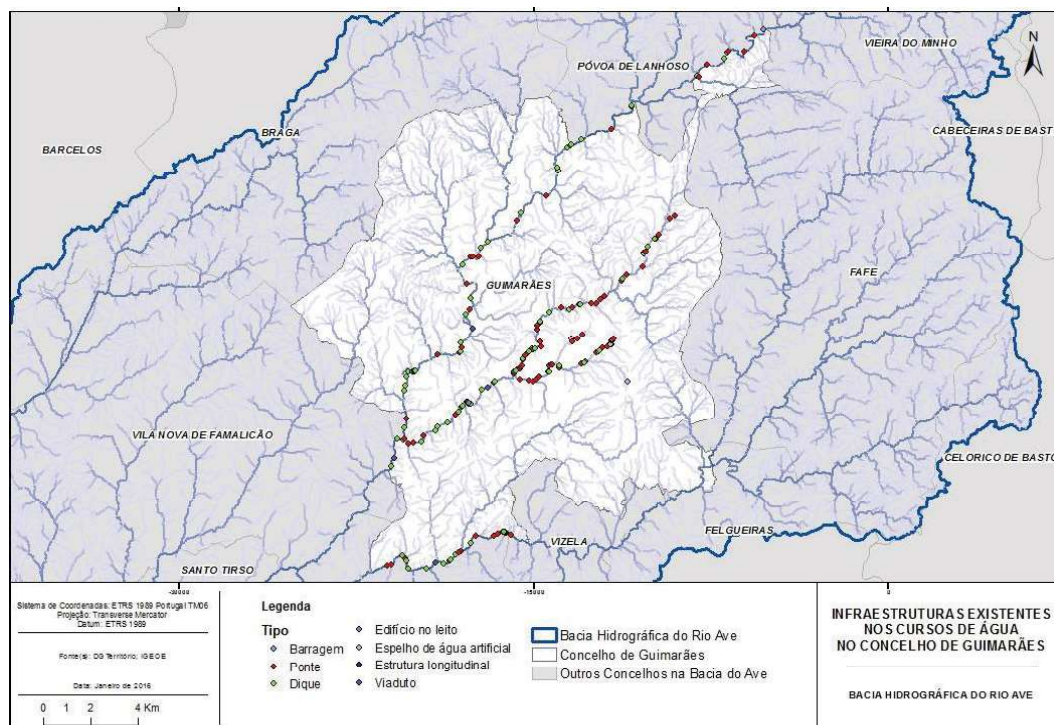 VIEIRA DO MINHO
N
PÓVOA DE LANHOSO
BRAGA
CABECEIRAS DE BAST
BARCELOS
FAFE
GUIMARÃES
VILA NOVA DE FAMALICÃO
CELORICO DE BASTO
FELGUEIRAS
VIZELA
SANTO TIRSO
-30000
-15000
0
Sistema de Coordenadas: ETRS 1989 Portugal TM06
Projeção: Transverse Mercator
Datum: ETRS 1989
Fonte(s): DG Território; IGEOE
Data: Janeiro de 2016
0 1 2 4 Km
Legenda
Tipo
Barragem
Ponte
Dique
Edifício no leito
Espelho de água artificial
Estrutura longitudinal
Viaduto
Bacia Hidrográfica do Rio Ave
Concelho de Guimarães
Outros Concelhos na Bacia do Ave
INFRAESTRUTURAS EXISTENTES
NOS CURSOS DE ÁGUA
NO CONCELHO DE GUIMARÃES
BACIA HIDROGRÁFICA DO RIO AVE